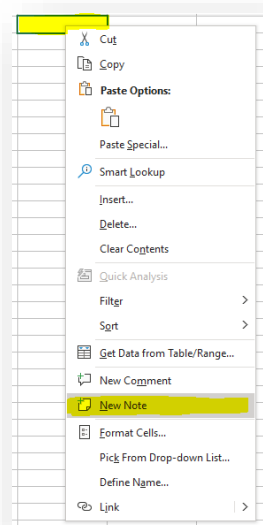 Cut
Copy
Paste Options:
Paste Special...
Smart Lookup
Insert...
Delete...
Clear Contents
Quick Analysis
Filter
Sort
Get Data from Table/Range...
New Comment
New Note
Format Cells...
Pick From Drop-down List...
Define Name...
Link